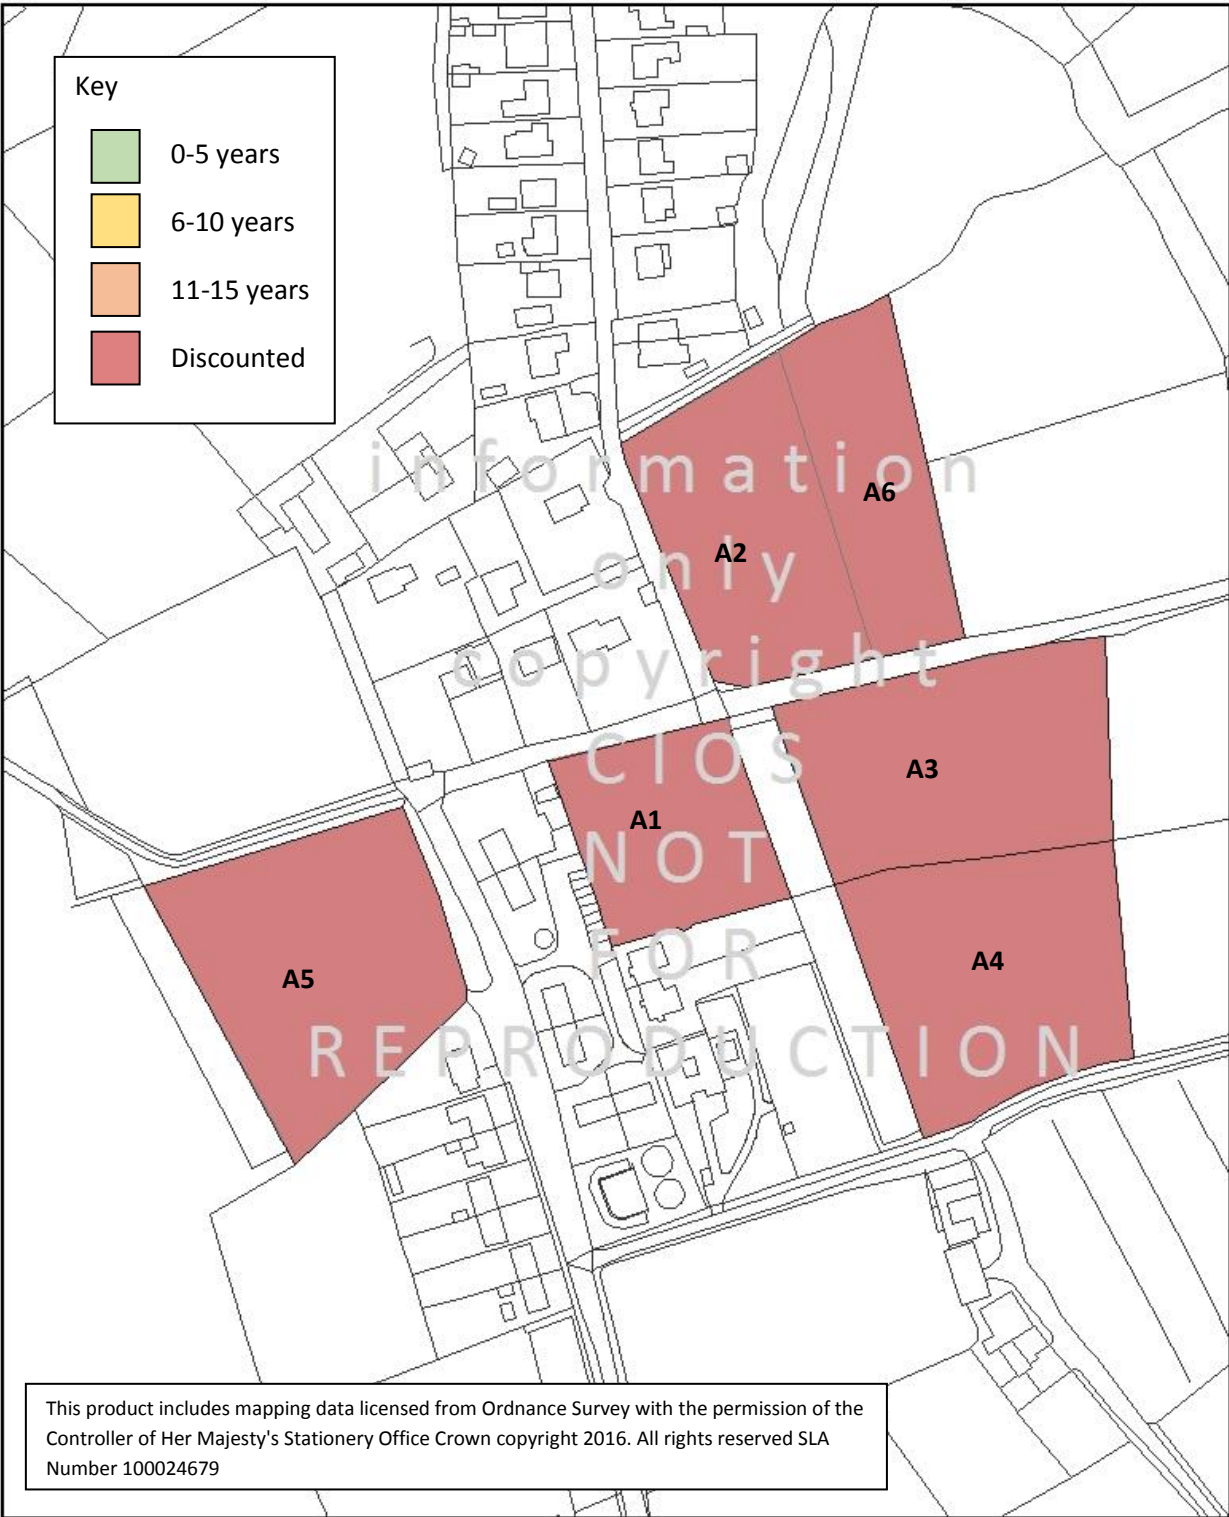 Key
0-5 years
6-10 years
11-15 years
Discounted
information
A6
A2
only
copyright
CIOS
A3
A1
NOT
FOR
A4
A5
REPRODUCTION
This product includes mapping data licensed from Ordnance Survey with the permission of the
Controller of Her Majesty's Stationery Office Crown copyright 2016. All rights reserved SLA
Number 100024679